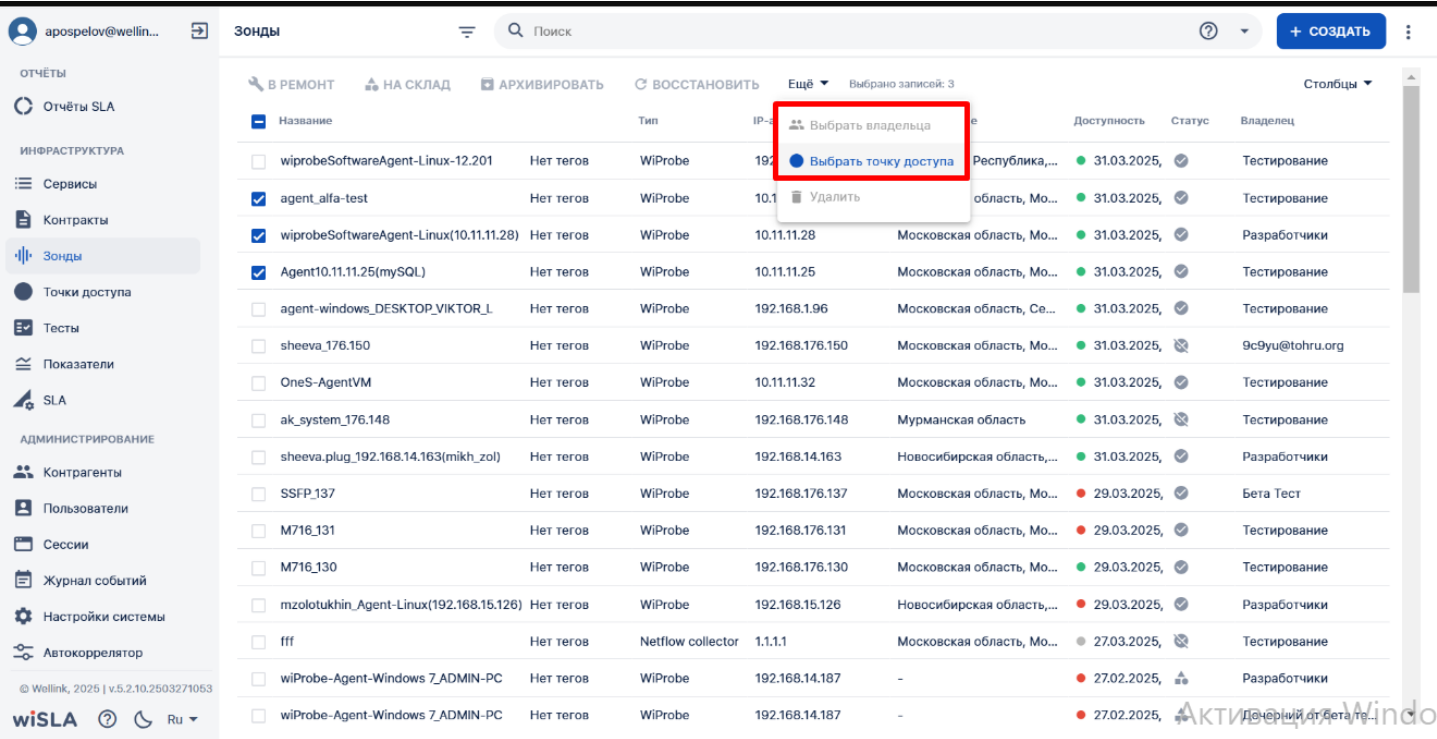 apospelov@wellin...
Зонды
Поиск
+ СОЗДАТЬ
ОТЧЁТЫ
Отчёты SLA
ИНФРАСТРУКТУРА
Сервисы
Контракты
Зонды
Точки доступа
Тесты
Показатели
SLA
АДМИНИСТРИРОВАНИЕ
Контрагенты
Пользователи
Сессии
Журнал событий
Настройки системы
Автокоррелятор
© Wellink, 2025 | v.5.2.10.2503271053
wiSLA Ru
В РЕМОНТ НА СКЛАД АРХИВИРОВАТЬ ВОССТАНОВИТЬ Ещё Выбрано записей: 3 Столбцы
Выбрать владельца
Выбрать точку доступа
Удалить
Название Тип IP-а е Доступность Статус Владелец
wiprobeSoftwareAgent-Linux-12.201 Нет тегов WiProbe 192 Республика,... 31.03.2025, Тестирование
agent_alfa-test Нет тегов WiProbe 10.1 область, Мо... 31.03.2025, Тестирование
wiprobeSoftwareAgent-Linux(10.11.11.28) Нет тегов WiProbe 10.11.11.28 Московская область, Мо... 31.03.2025, Разработчики
Agent10.11.11.25(mySQL) Нет тегов WiProbe 10.11.11.25 Московская область, Мо... 31.03.2025, Тестирование
agent-windows_DESKTOP_VIKTOR_L Нет тегов WiProbe 192.168.1.96 Московская область, Се... 31.03.2025, Тестирование
sheeva_176.150 Нет тегов WiProbe 192.168.176.150 Московская область, Мо... 31.03.2025, 9c9yu@tohru.org
OneS-AgentVM Нет тегов WiProbe 10.11.11.32 Московская область, Мо... 31.03.2025, Тестирование
ak_system_176.148 Нет тегов WiProbe 192.168.176.148 Мурманская область 31.03.2025, Тестирование
sheeva.plug_192.168.14.163(mikh_zol) Нет тегов WiProbe 192.168.14.163 Новосибирская область,... 31.03.2025, Разработчики
SSFP_137 Нет тегов WiProbe 192.168.176.137 Московская область, Мо... 29.03.2025, Бета Тест
M716_131 Нет тегов WiProbe 192.168.176.131 Московская область, Мо... 29.03.2025, Тестирование
M716_130 Нет тегов WiProbe 192.168.176.130 Московская область, Мо... 29.03.2025, Тестирование
mzolotukhin_Agent-Linux(192.168.15.126) Нет тегов WiProbe 192.168.15.126 Новосибирская область,... 29.03.2025, Разработчики
fff Нет тегов Netflow collector 1.1.1.1 Московская область, Мо... 27.03.2025, Тестирование
wiProbe-Agent-Windows 7_ADMIN-PC Нет тегов WiProbe 192.168.14.187 - 27.02.2025, Разработчики
wiProbe-Agent-Windows 7_ADMIN-PC Нет тегов WiProbe 192.168.14.187 - 27.02.2025, Дочерний от бета те...
Активация Windo